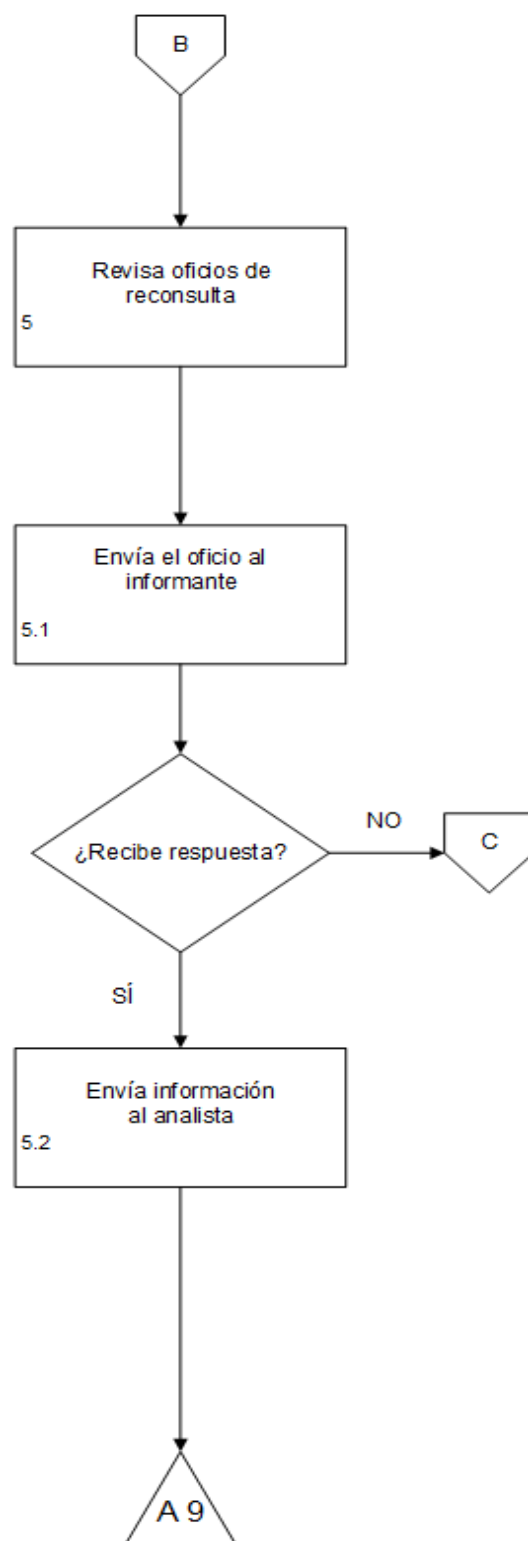 B
Revisa oficios de
reconsulta
5
Envía el oficio al
informante
5.1
¿Recibe respuesta?
NO
C
SÍ
Envía información
al analista
5.2
A 9